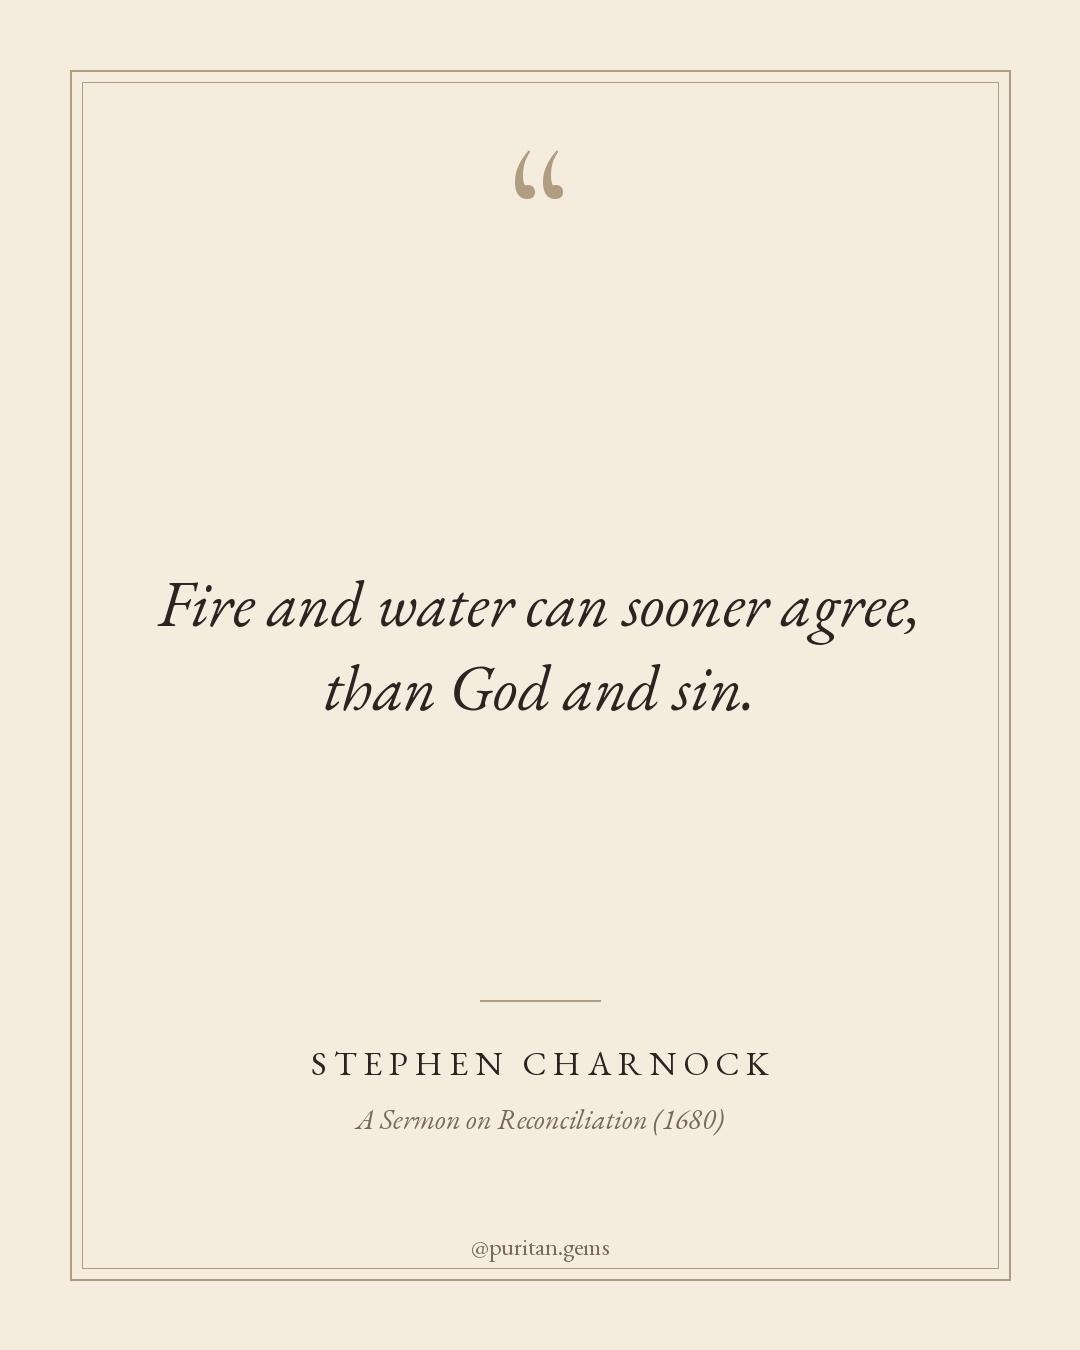 “
Fire and water can sooner agree,
than God and sin.
STEPHEN CHARNOCK
A Sermon on Reconciliation (1680)
@puritan.gems